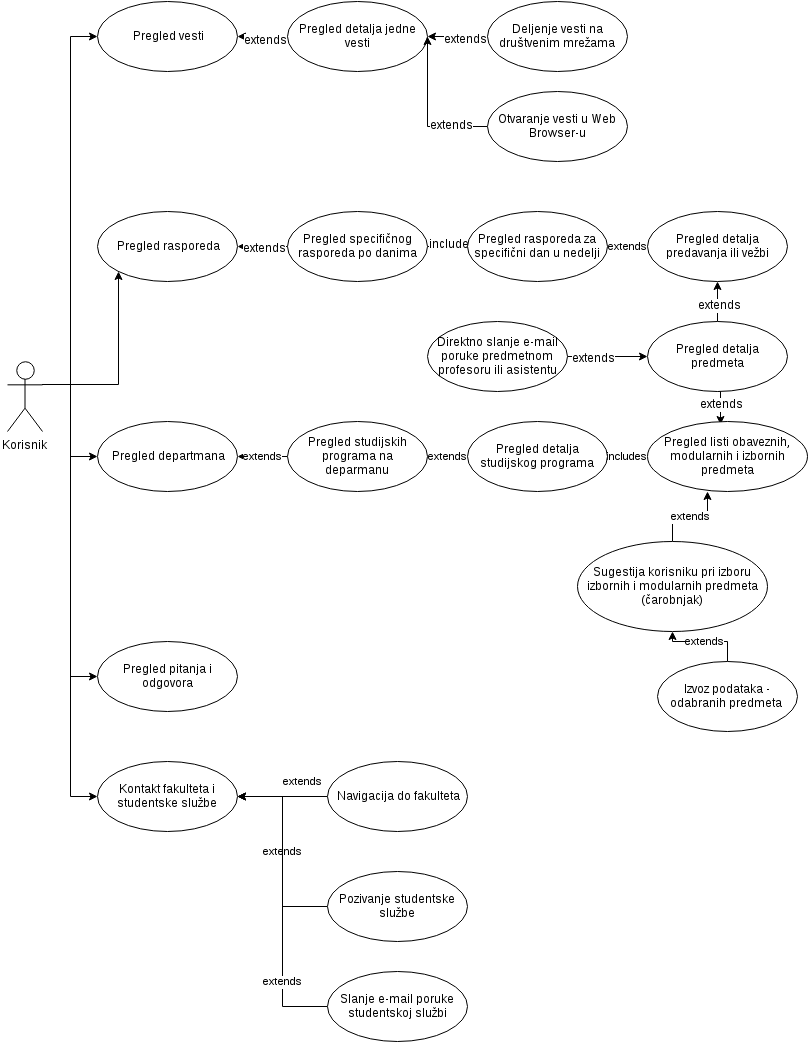 Pregled vesti
extends
Pregled detalja jedne
vesti
extends
Deljenje vesti na
društvenim mrežama
extends
Otvaranje vesti u Web
Browser-u
Pregled rasporeda
extends
Pregled specifičnog
rasporeda po danima
include
Pregled rasporeda za
specifični dan u nedelji
extends
Pregled detalja
predavanja ili vežbi
extends
Direktno slanje e-mail
poruke predmetnom
profesoru ili asistentu
extends
Pregled detalja
predmeta
extends
Korisnik
Pregled departmana
extends
Pregled studijskih
programa na
deparmanu
extends
Pregled detalja
studijskog programa
includes
Pregled listi obaveznih,
modularnih i izbornih
predmeta
extends
Sugestija korisniku pri izboru
izbornih i modularnih predmeta
(čarobnjak)
extends
Izvoz podataka -
odabranih predmeta
Pregled pitanja i
odgovora
Kontakt fakulteta i
studentske službe
extends
Navigacija do fakulteta
extends
Pozivanje studentske
službe
extends
Slanje e-mail poruke
studentskoj službi